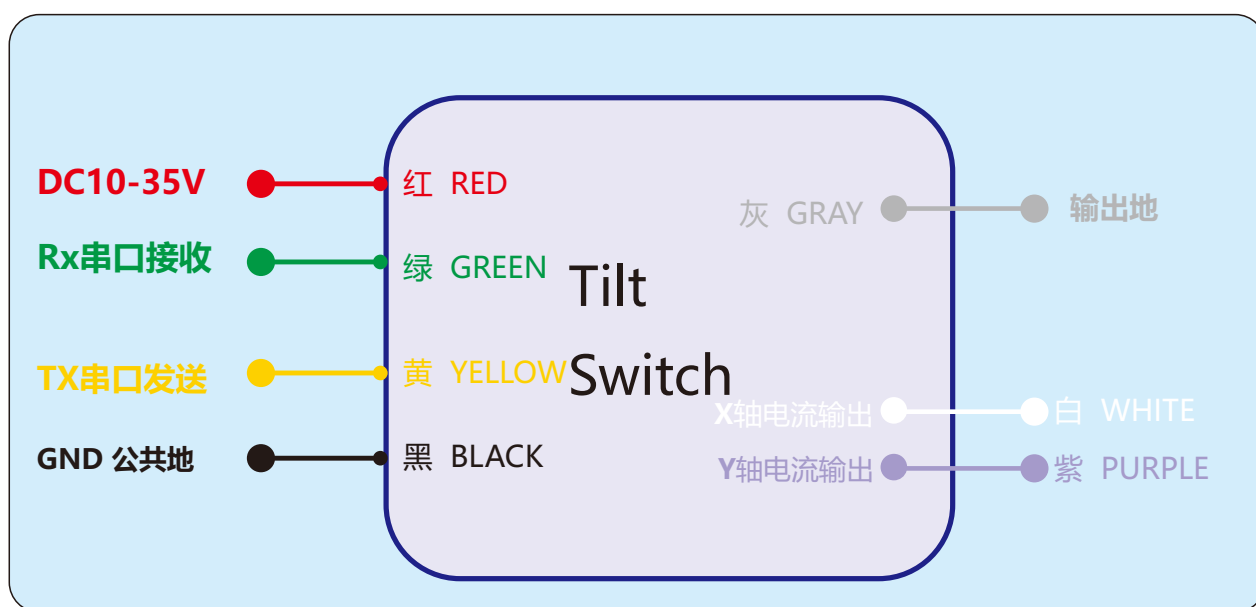 DC10-35V
红 RED
灰 GRAY
输出地
Rx串口接收
绿 GREEN
Tilt
Switch
TX串口发送
黄 YELLOW
X轴电流输出
白 WHITE
GND 公共地
黑 BLACK
Y轴电流输出
紫 PURPLE